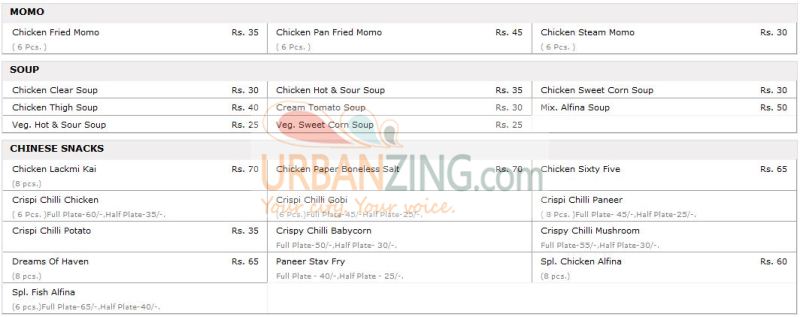 MOMO
Chicken Fried Momo Rs. 35 Chicken Pan Fried Momo Rs. 45 Chicken Steam Momo Rs. 30
( 6 Pcs. ) ( 6 Pcs. ) ( 6 Pcs. )
SOUP
Chicken Clear Soup Rs. 30 Chicken Hot & Sour Soup Rs. 35 Chicken Sweet Corn Soup Rs. 30
Chicken Thigh Soup Rs. 40 Cream Tomato Soup Rs. 30 Mix. Alfina Soup Rs. 50
Veg. Hot & Sour Soup Rs. 25 Veg. Sweet Corn Soup Rs. 25
CHINESE SNACKS
Chicken Lackmi Kai Rs. 70 Chicken Paper Boneless Salt Rs. 70 Chicken Sixty Five Rs. 65
(8 pcs.)
URBANZING.com
Your city. Your voice.
Crispi Chilli Chicken Crispi Chilli Gobi Crispi Chilli Paneer
( 6 Pcs. )Full Plate-60/-,Half Plate-35/-. ( 6 Pcs. )Full Plate-45/-,Half Plate-25/-. ( 8 Pcs. )Full Plate- 45/-,Half Plate-25/-.
Crispi Chilli Potato Rs. 35 Crispy Chilli Babycorn Crispy Chilli Mushroom
Full Plate-50/-,Half Plate- 30/-. Full Plate-55/-,Half Plate-30/-.
Dreams Of Haven Rs. 65 Paneer Stav Fry Spl. Chicken Alfina Rs. 60
(8 pcs.) Full Plate - 40/-,Half Plate - 25/-. (8 pcs.)
Spl. Fish Alfina
(6 pcs.)Full Plate-65/-,Half Plate-40/-.